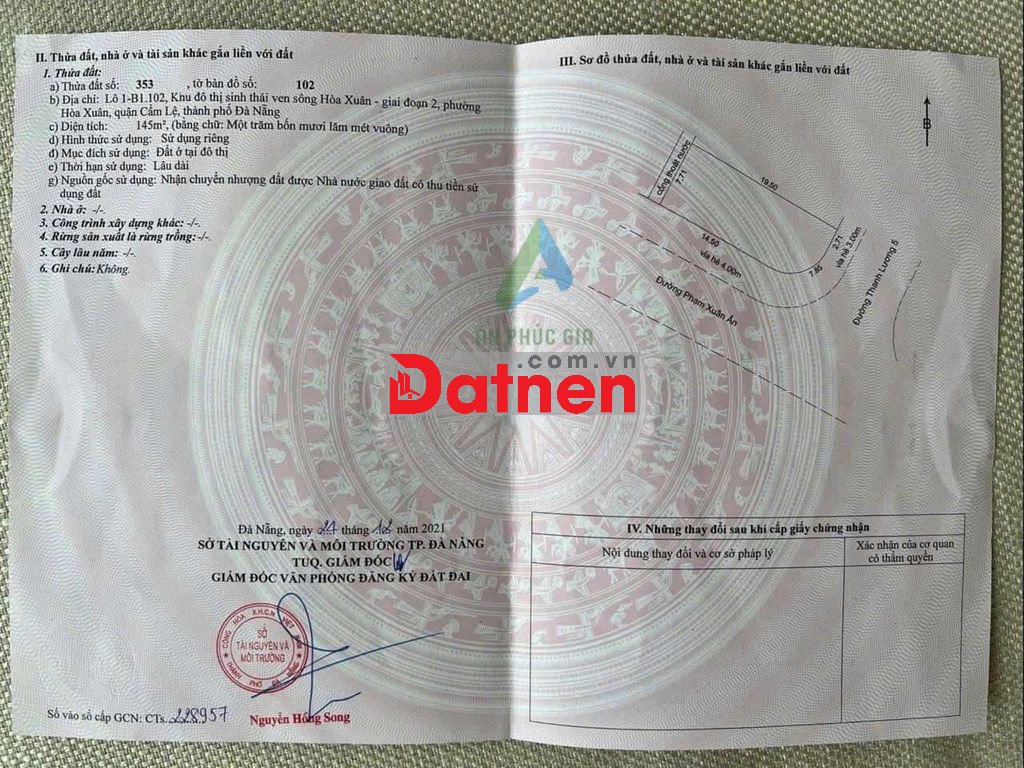 II. Thửa đất, nhà ở và tài sản khác gắn liền với đất
1. Thửa đất:
a) Thửa đất số: 353 , tờ bản đồ số: 102
b) Địa chỉ: Lô 1-B1.102, Khu đô thị sinh thái ven sông Hòa Xuân - giai đoạn 2, phường
Hòa Xuân, quận Cẩm Lệ, thành phố Đà Nẵng
c) Diện tích: 145m², (bằng chữ: Một trăm bốn mươi lăm mét vuông)
d) Hình thức sử dụng: Sử dụng riêng
đ) Mục đích sử dụng: Đất ở tại đô thị
e) Thời hạn sử dụng: Lâu dài
g) Nguồn gốc sử dụng: Nhận chuyển nhượng đất được Nhà nước giao đất có thu tiền sử
dụng đất
2. Nhà ở: -/-.
3. Công trình xây dựng khác: -/-.
4. Rừng sản xuất là rừng trồng: -/-.
5. Cây lâu năm: -/-.
6. Ghi chú: Không.
Đà Nẵng, ngày 27 tháng 12 năm 2021
SỞ TÀI NGUYÊN VÀ MÔI TRƯỜNG TP. ĐÀ NẴNG
TUQ. GIÁM ĐỐC
GIÁM ĐỐC VĂN PHÒNG ĐĂNG KÝ ĐẤT ĐAI
CỘNG HÒA X.H.C.N VIỆT NAM
SỞ
TÀI NGUYÊN VÀ
MÔI TRƯỜNG
THÀNH PHỐ ĐÀ NẴNG
Nguyễn Hồng Song
Số vào sổ cấp GCN: CTs.228957
III. Sơ đồ thửa đất, nhà ở và tài sản khác gắn liền với đất
B
cống thoát nước
7.71
19.50
14.50
vỉa hè 4.00m
7.85
2.71
vỉa hè 3.00m
Đường Phạm Xuân Ẩn
Đường Thanh Lương 5
AN PHÚC GIA
.com.vn
Datnen
IV. Những thay đổi sau khi cấp giấy chứng nhận
Nội dung thay đổi và cơ sở pháp lý
Xác nhận của cơ quan
có thẩm quyền